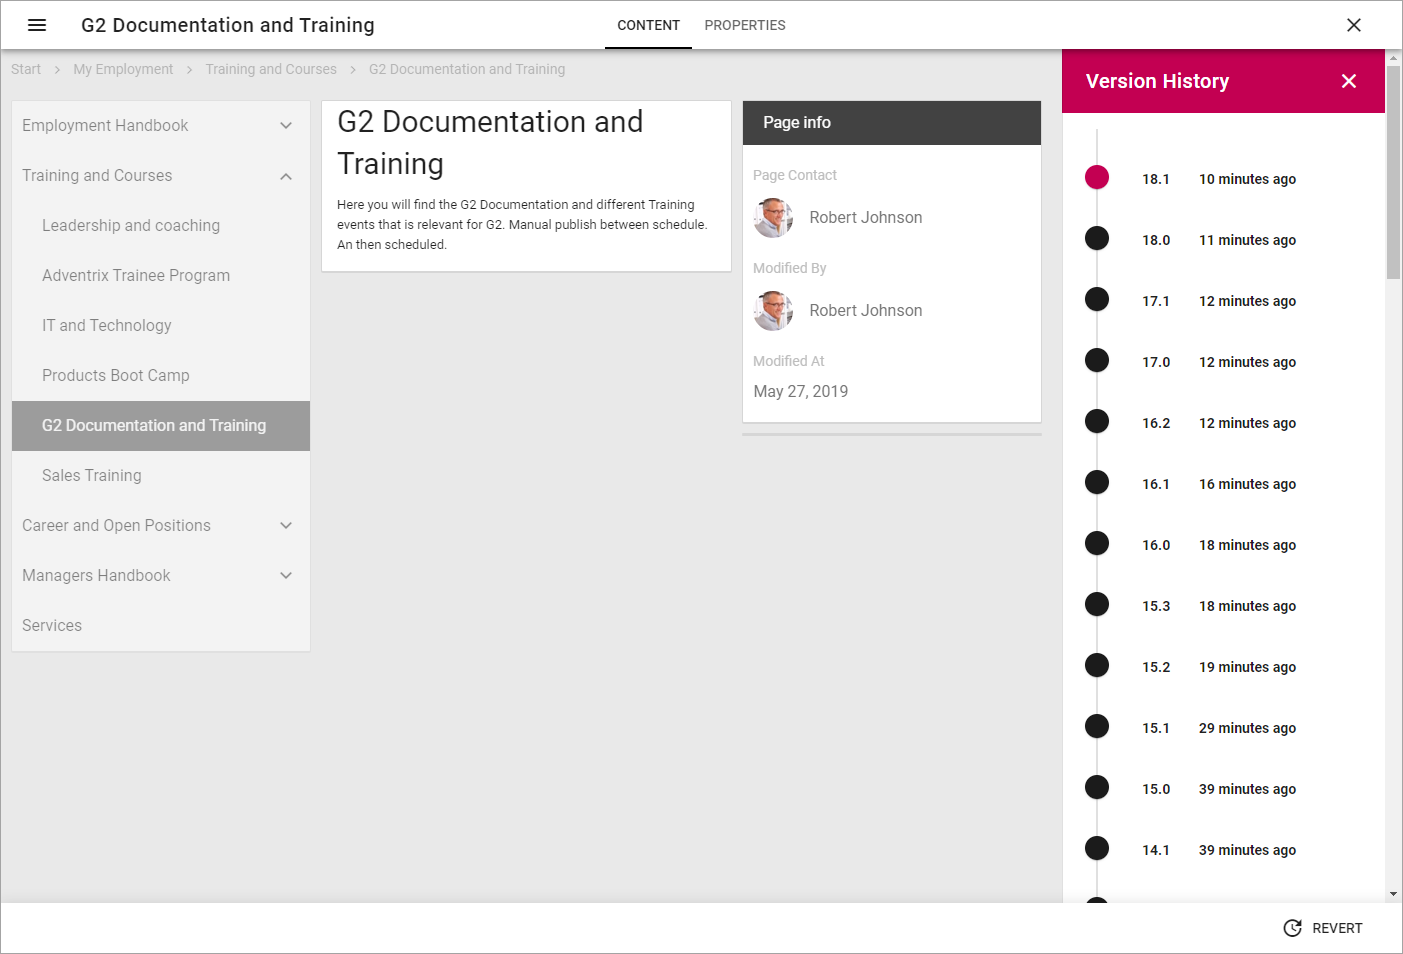 G2 Documentation and Training
CONTENT
PROPERTIES
Start
My Employment
Training and Courses
G2 Documentation and Training
Employment Handbook
Training and Courses
Leadership and coaching
Adventrix Trainee Program
IT and Technology
Products Boot Camp
G2 Documentation and Training
Sales Training
Career and Open Positions
Managers Handbook
Services
G2 Documentation and
Training
Here you will find the G2 Documentation and different Training
events that is relevant for G2. Manual publish between schedule.
An then scheduled.
Page info
Page Contact
Robert Johnson
Modified By
Robert Johnson
Modified At
May 27, 2019
Version History
18.1 10 minutes ago
18.0 11 minutes ago
17.1 12 minutes ago
17.0 12 minutes ago
16.2 12 minutes ago
16.1 16 minutes ago
16.0 18 minutes ago
15.3 18 minutes ago
15.2 19 minutes ago
15.1 29 minutes ago
15.0 39 minutes ago
14.1 39 minutes ago
REVERT